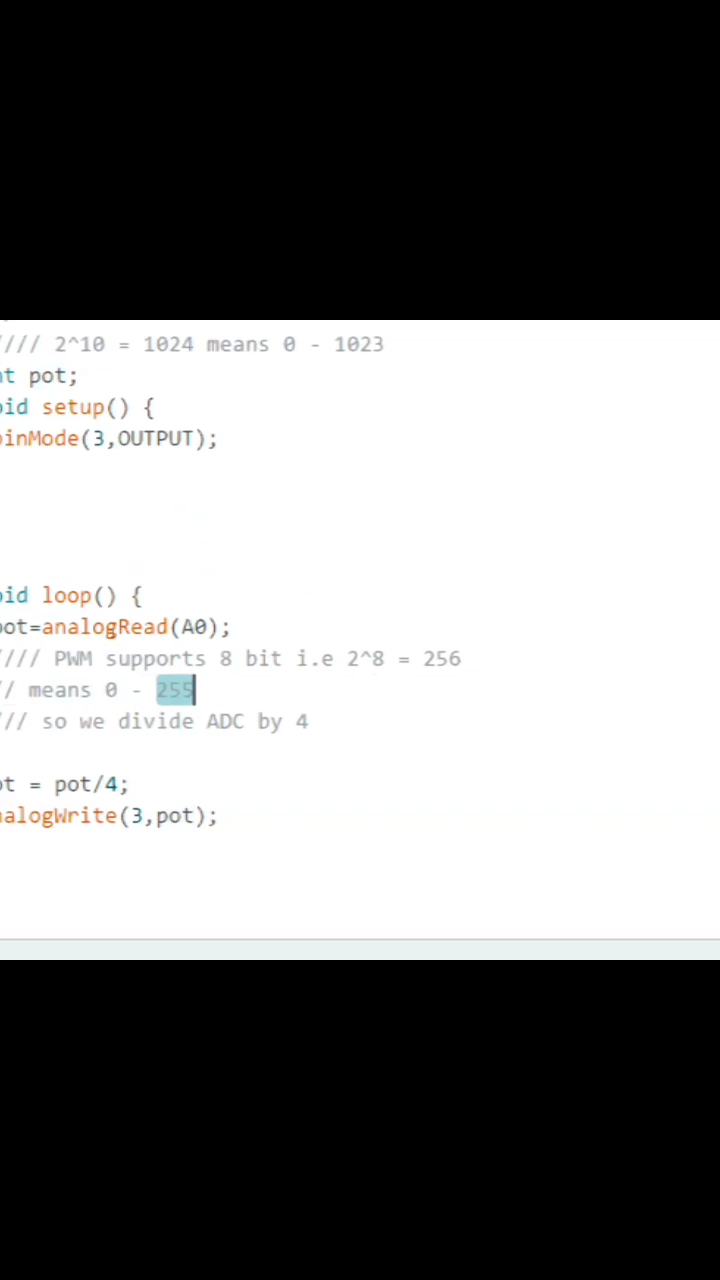 /// 2^10 = 1024 means 0 - 1023
nt pot;
oid setup() {
pinMode(3,OUTPUT);
oid loop() {
pot=analogRead(A0);
//// PWM supports 8 bit i.e 2^8 = 256
// means 0 - 255
/// so we divide ADC by 4
ot = pot/4;
nalogWrite(3,pot);